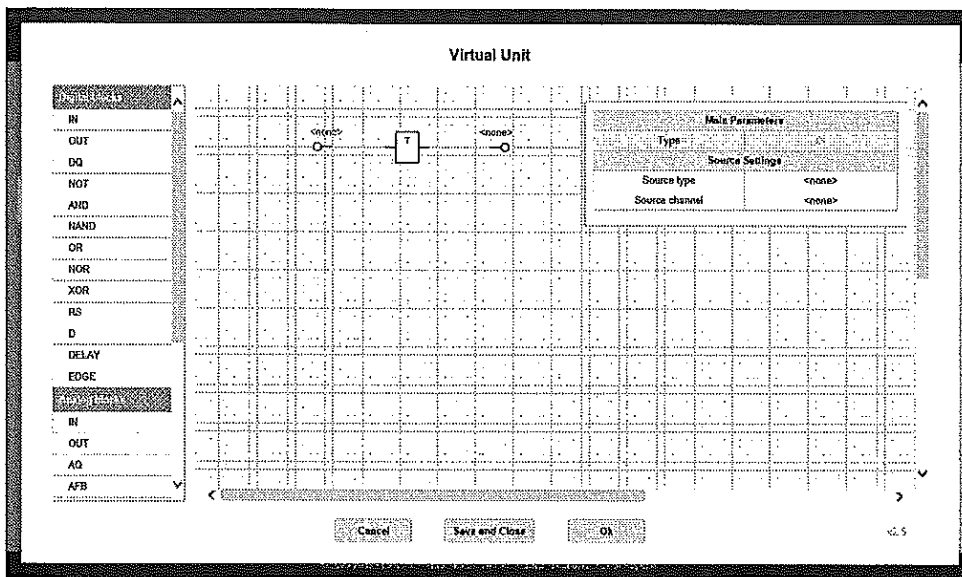 Virtual Unit
IN
OUT
DQ
NOT
AND
NAND
OR
NOR
XOR
RS
D
DELAY
EDGE
IN
OUT
AQ
AFB
<none>
T
<none>
Main Parameters
Type
Source Settings
Source type <none>
Source channel <none>
Cancel
Save and Close
Ok